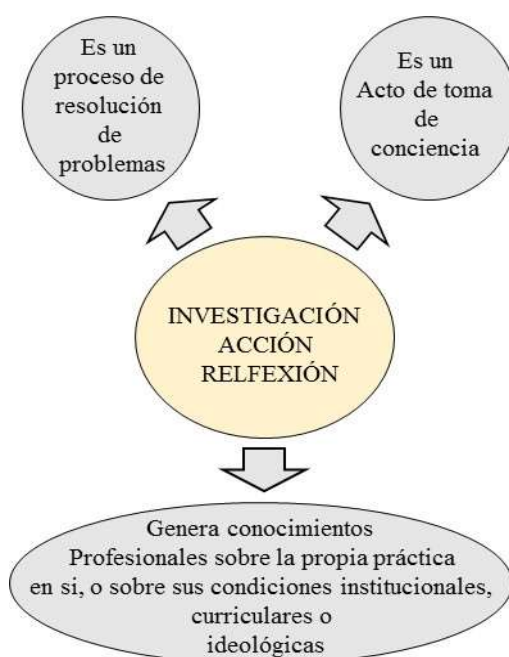 Es un
proceso de
resolución
de
problemas
Es un
Acto de toma
de
conciencia
INVESTIGACIÓN
ACCIÓN
RELFEXIÓN
Genera conocimientos
Profesionales sobre la propia práctica
en si, o sobre sus condiciones institucionales,
curriculares o
ideológicas